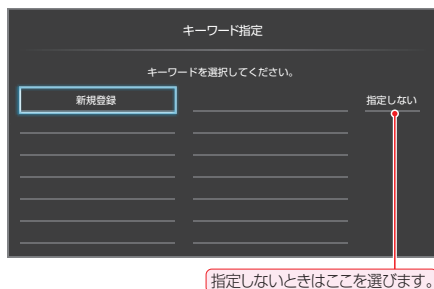 キーワード指定
キーワードを選択してください。
新規登録
指定しない
指定しないときはここを選びます。